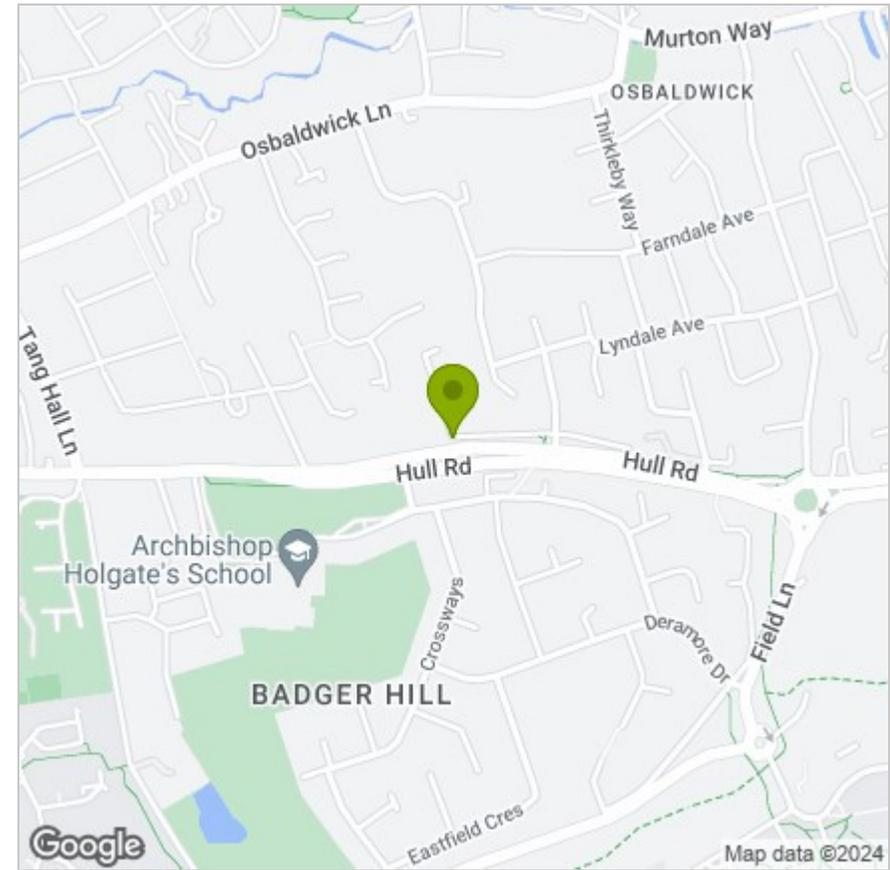 Murton Way
OSBALDWICK
Osbaldwick Ln
Thirkleby Way
Farndale Ave
Tang Hall Ln
Lyndale Ave
Hull Rd
Hull Rd
Archbishop
Holgate's School
Crossways
Deramore Dr
Field Ln
BADGER HILL
Eastfield Cres
Google
Map data ©2024